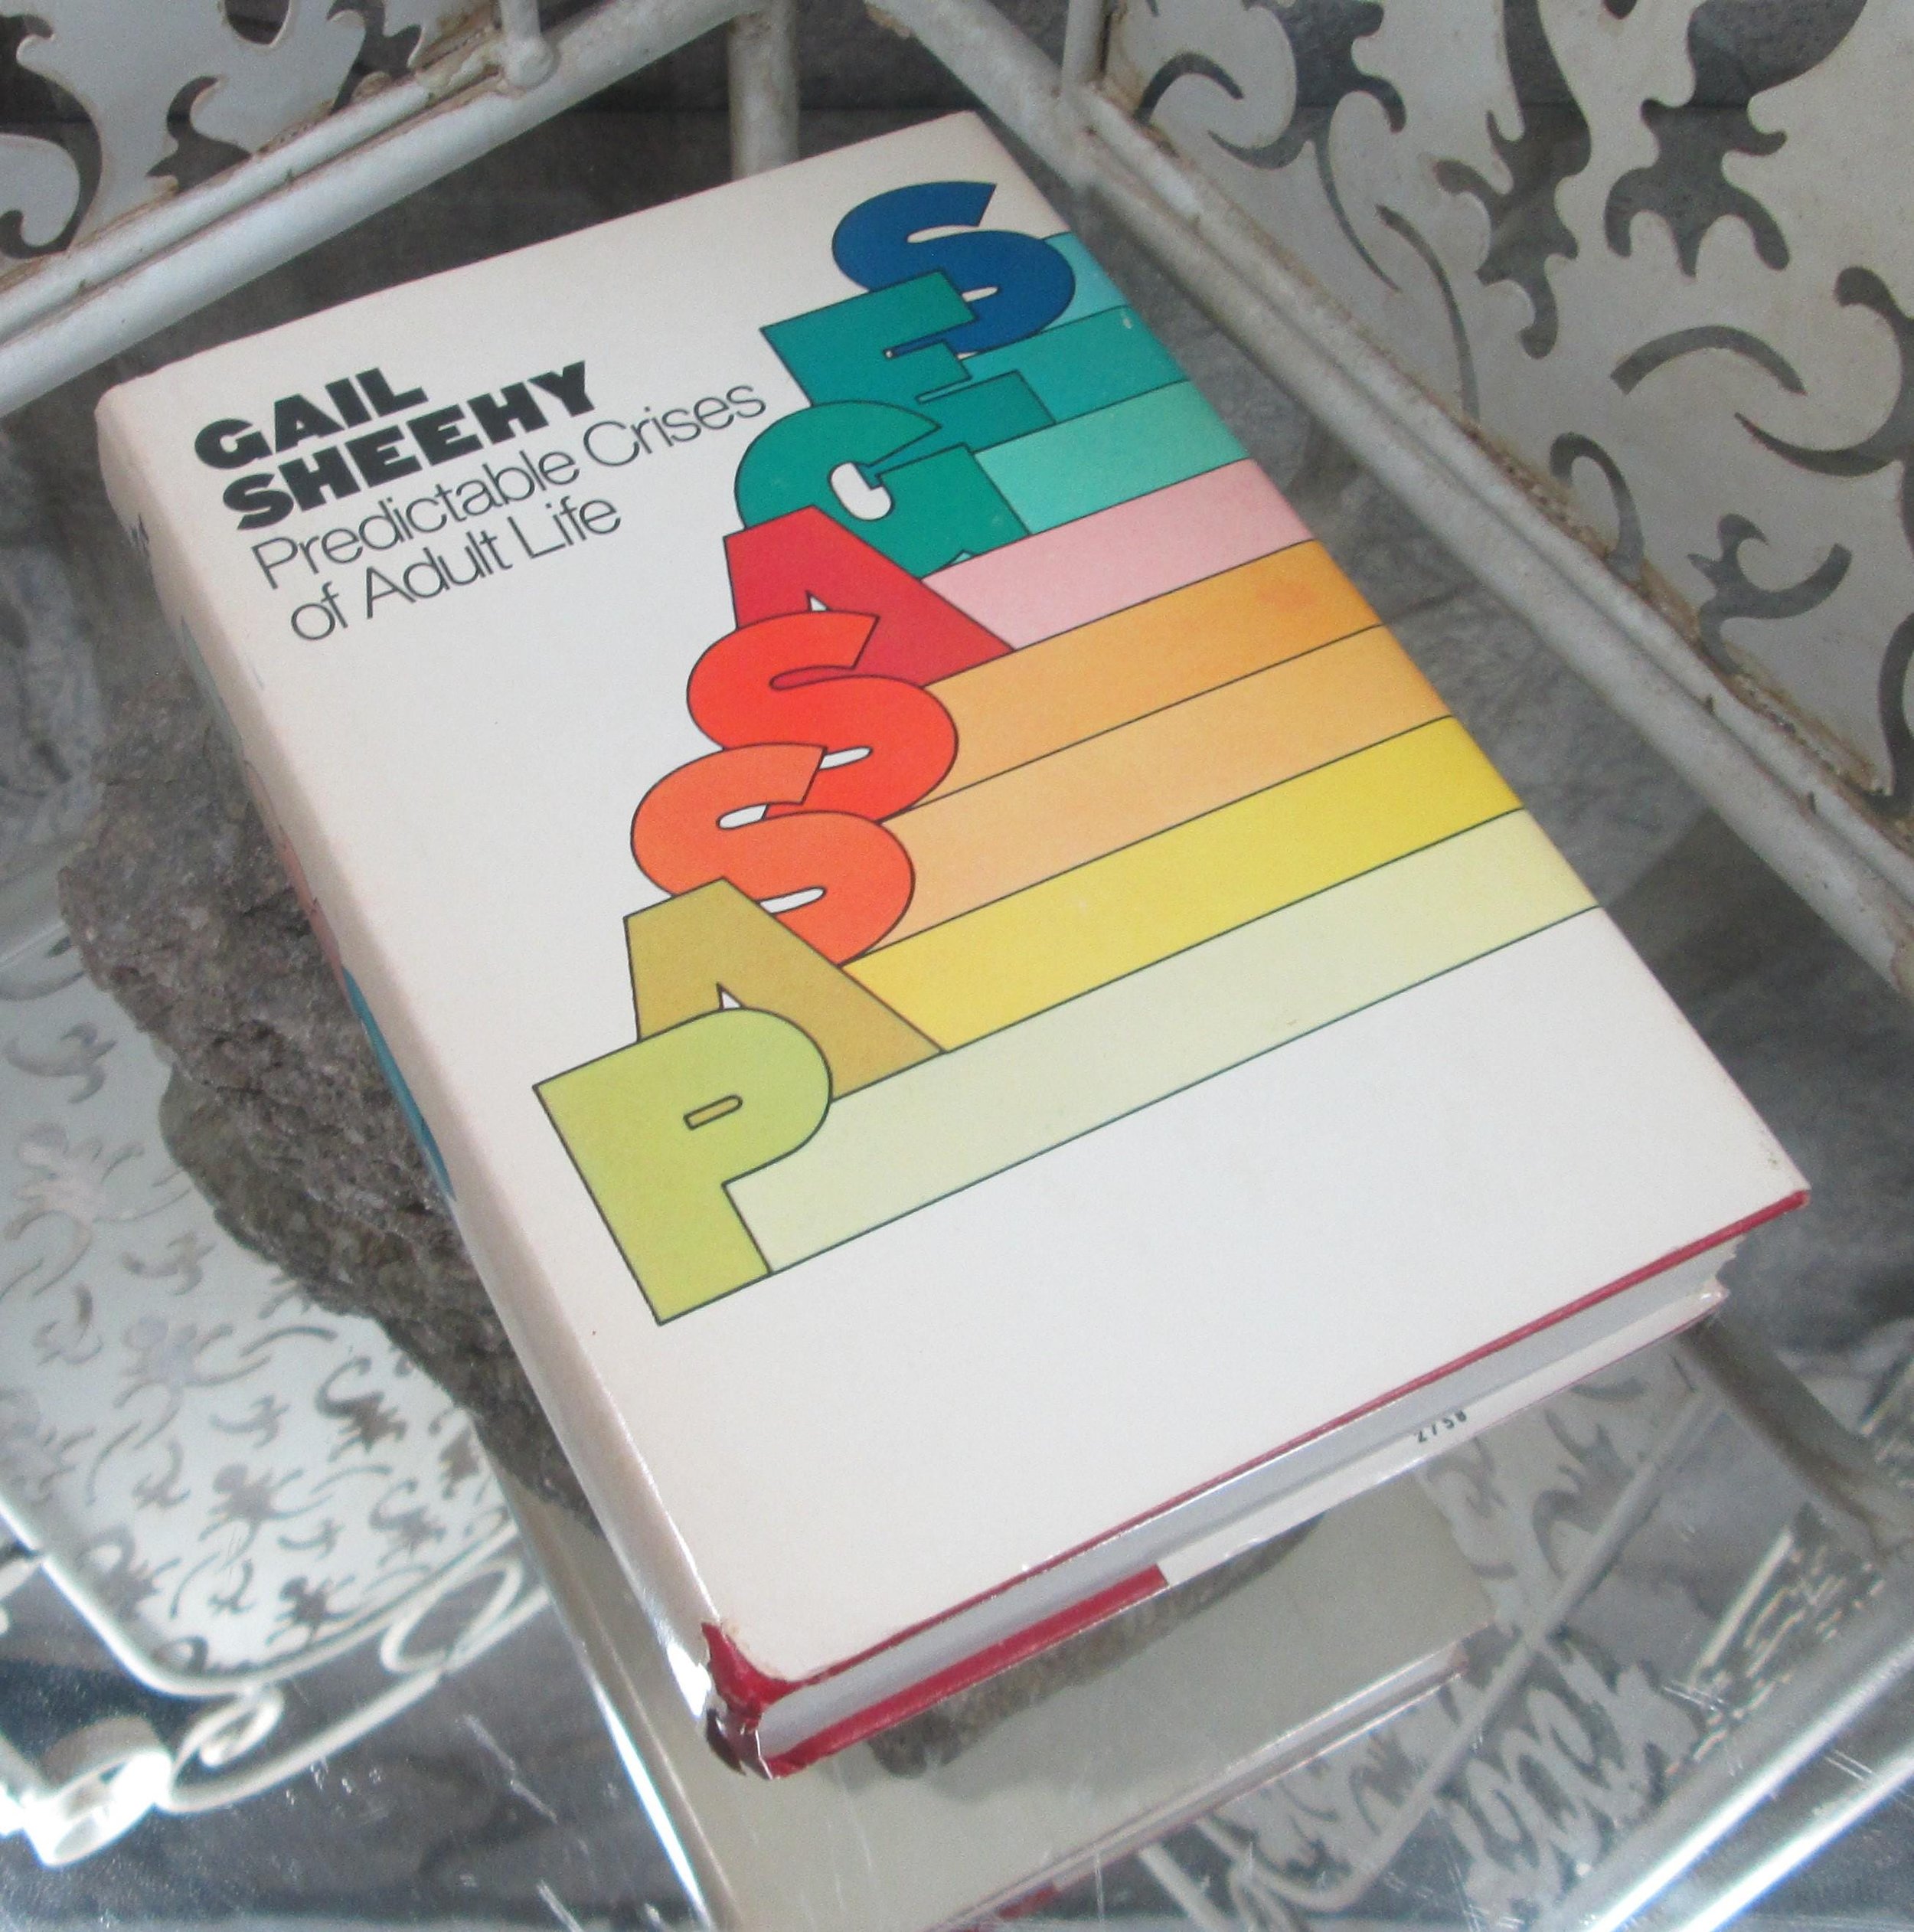 GAIL
SHEEHY
Predictable Crises
of Adult Life
PASSAGES